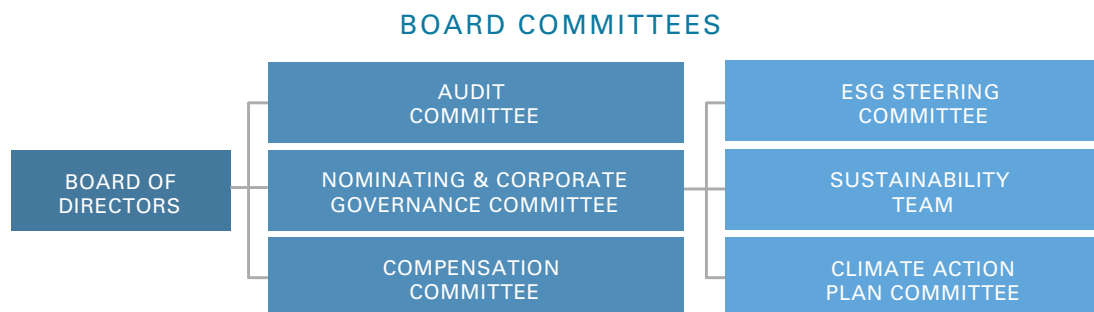 BOARD COMMITTEES
BOARD OF
DIRECTORS
AUDIT
COMMITTEE
NOMINATING & CORPORATE
GOVERNANCE COMMITTEE
COMPENSATION
COMMITTEE
ESG STEERING
COMMITTEE
SUSTAINABILITY
TEAM
CLIMATE ACTION
PLAN COMMITTEE